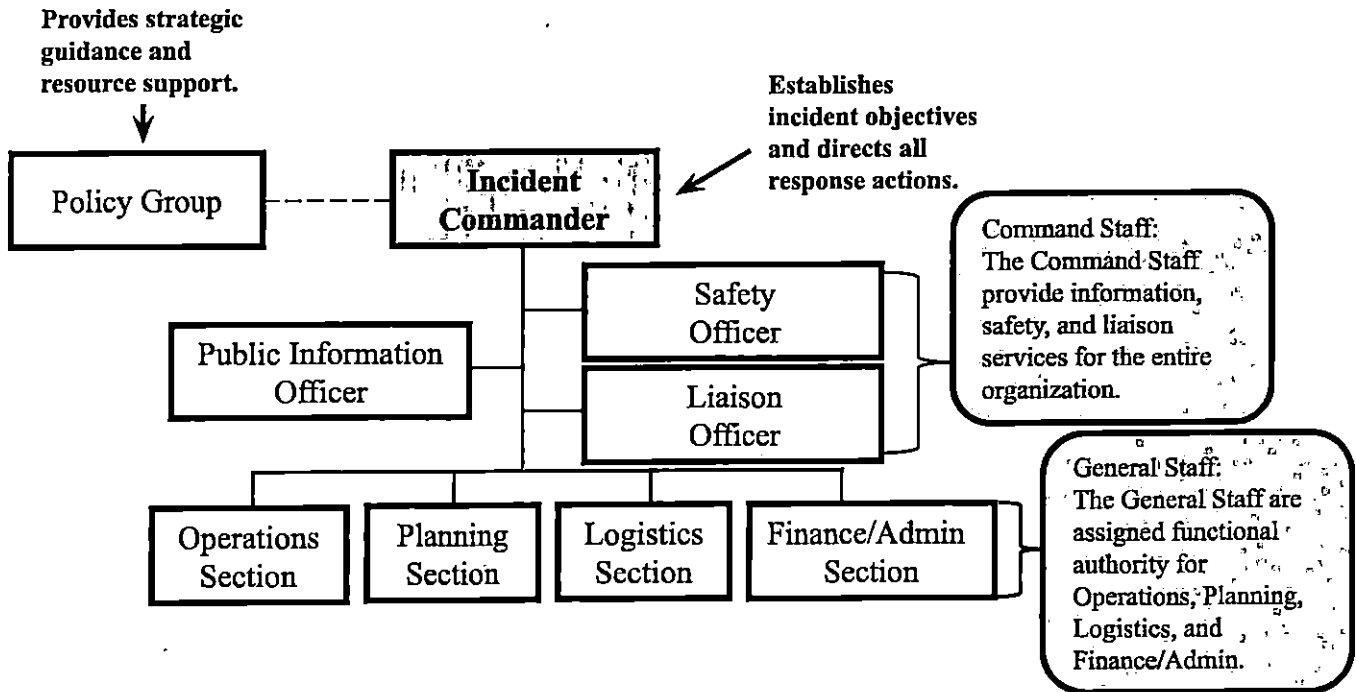 Provides strategic
guidance and
resource support.
Establishes
incident objectives
and directs all
response actions.
Policy Group
Incident
Commander
Safety
Officer
Public Information
Officer
Liaison
Officer
Command Staff:
The Command Staff
provide information,
safety, and liaison
services for the entire
organization.
Operations
Section
Planning
Section
Logistics
Section
Finance/Admin
Section
General Staff:
The General Staff are
assigned functional
authority for
Operations, Planning,
Logistics, and
Finance/Admin.